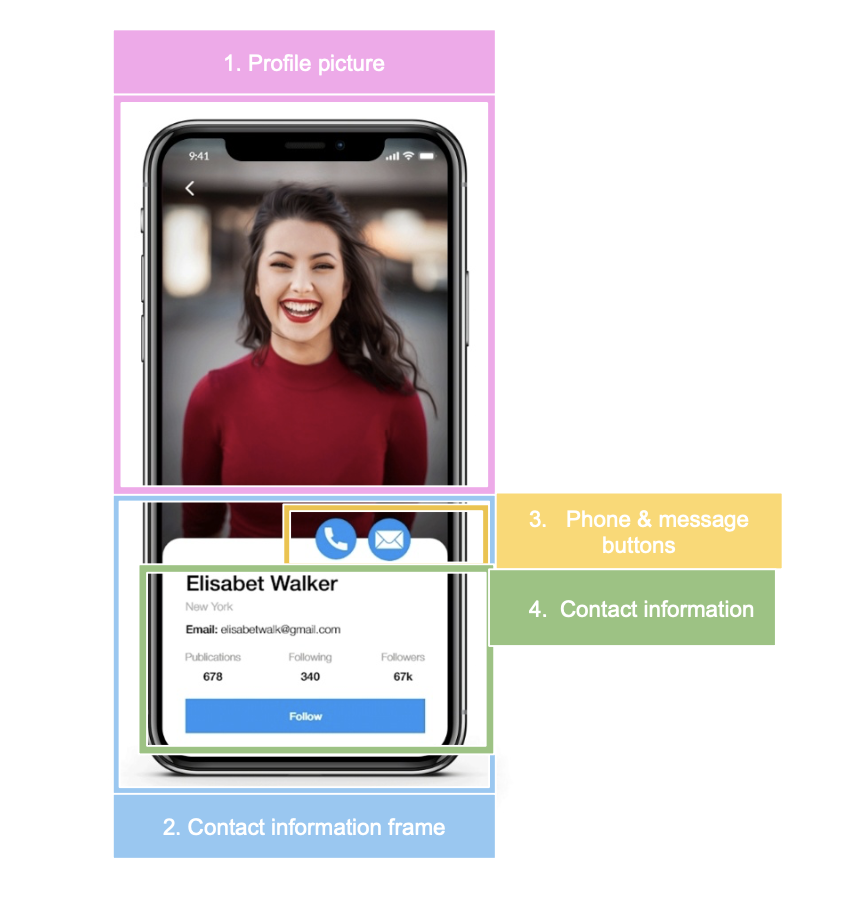 1. Profile picture
9:41
3. Phone & message
buttons
Elisabet Walker
4. Contact information
New York
Email: elisabetwalk@gmail.com
Publications Following Followers
678 340 67k
Follow
2. Contact information frame